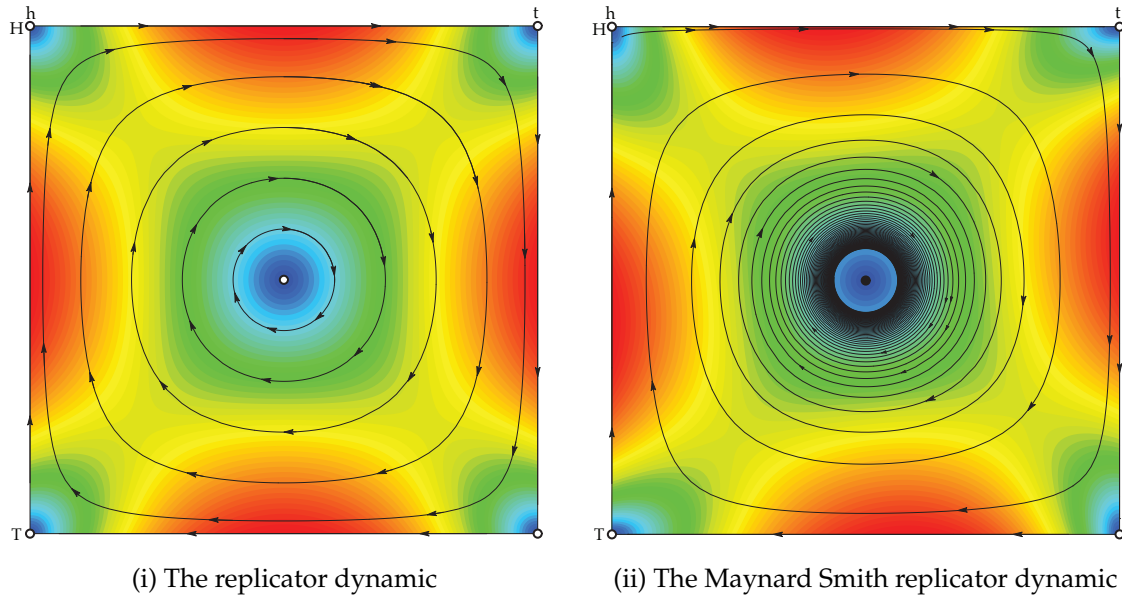 h t h t
H H
T T
(i) The replicator dynamic (ii) The Maynard Smith replicator dynamic